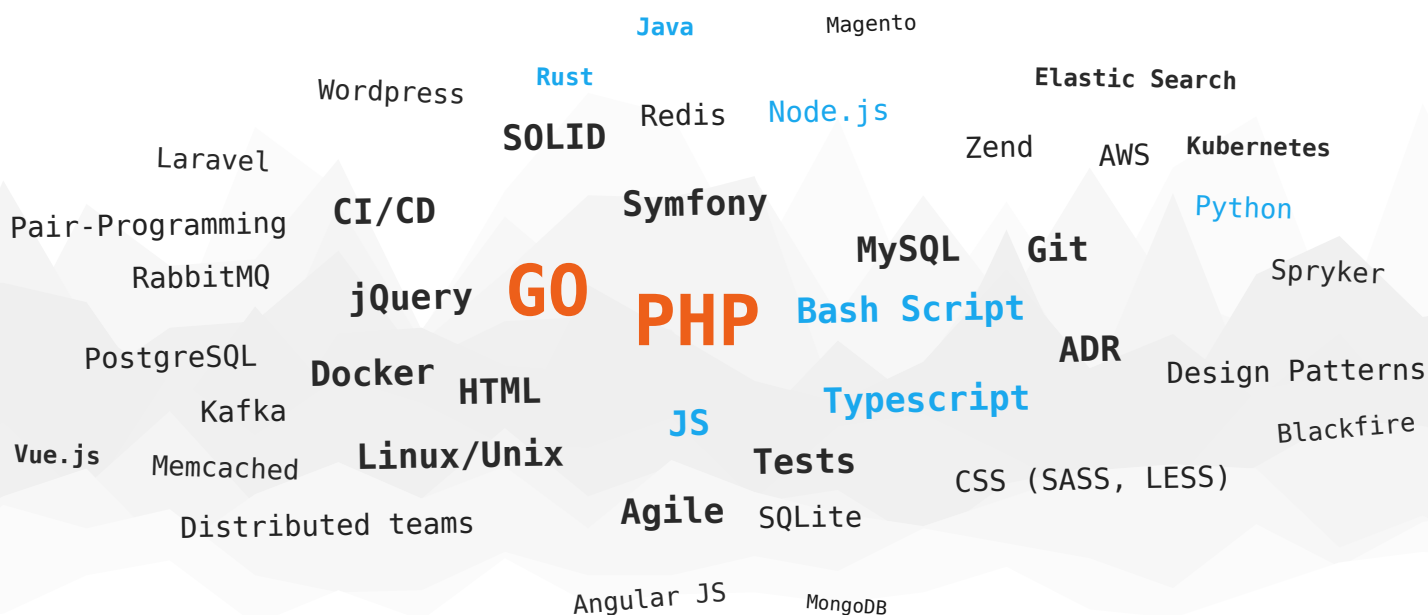 Java
Magento
Wordpress
Rust
Elastic Search
Redis
Node.js
SOLID
Zend
AWS
Kubernetes
Laravel
Pair-Programming
CI/CD
Symfony
Python
MySQL
Git
RabbitMQ
jQuery
GO
PHP
Bash Script
Spryker
PostgreSQL
Docker
HTML
ADR
Design Patterns
Kafka
JS
Typescript
Blackfire
Vue.js
Memcached
Linux/Unix
Tests
CSS (SASS, LESS)
Distributed teams
Agile
SQLite
Angular JS
MongoDB